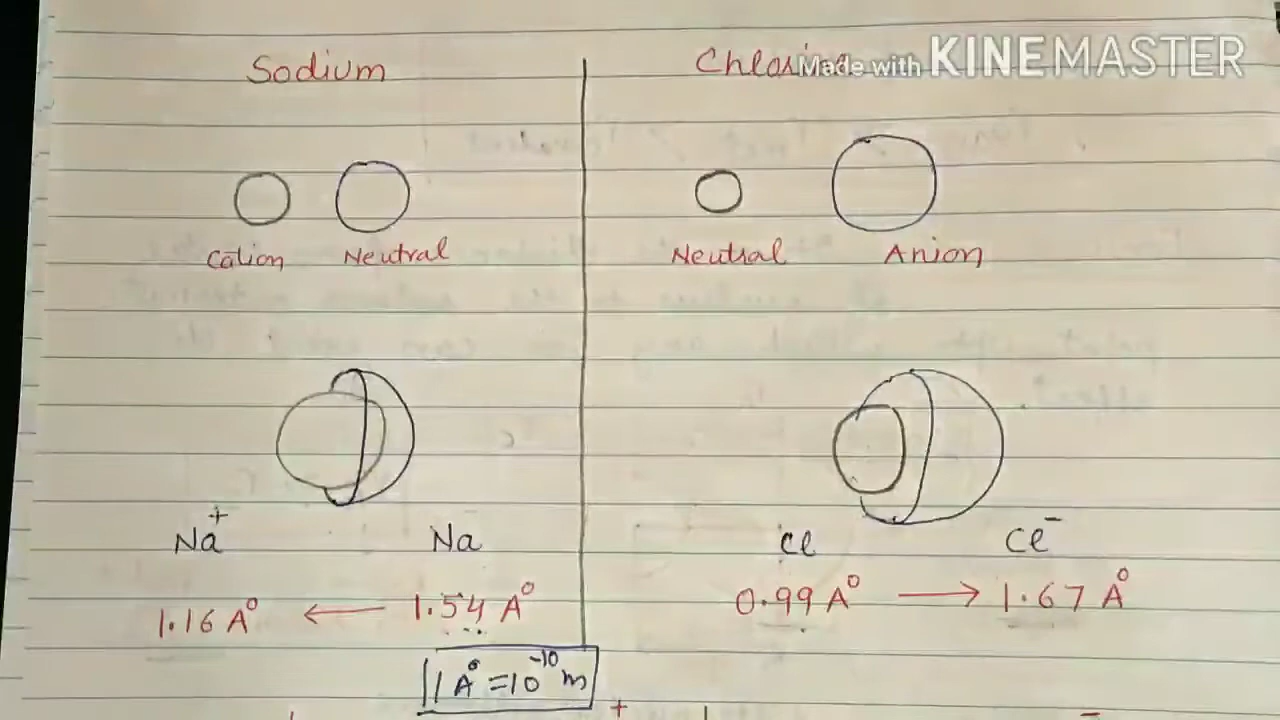 Sodium
Chlorine
Made with KINEMASTER
Cation Neutral
Neutral Anion
Na⁺ Na
Cl Cl⁻
1.16 A° ← 1.54 A°
0.99 A° → 1.67 A°
1 A° = 10⁻¹⁰ m
+